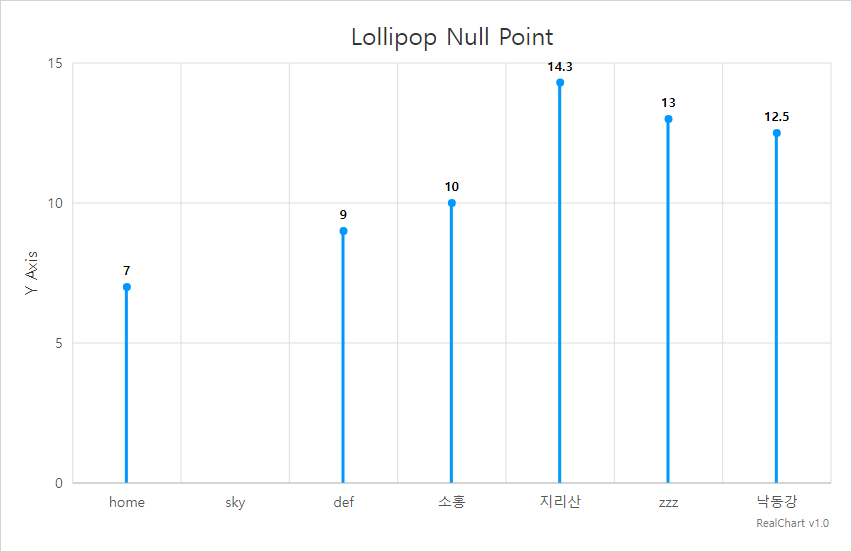 Lollipop Null Point
15
14.3
13
12.5
10
10
9
7
Y Axis
5
0
home
sky
def
소홍
지리산
zzz
낙동강
RealChart v1.0